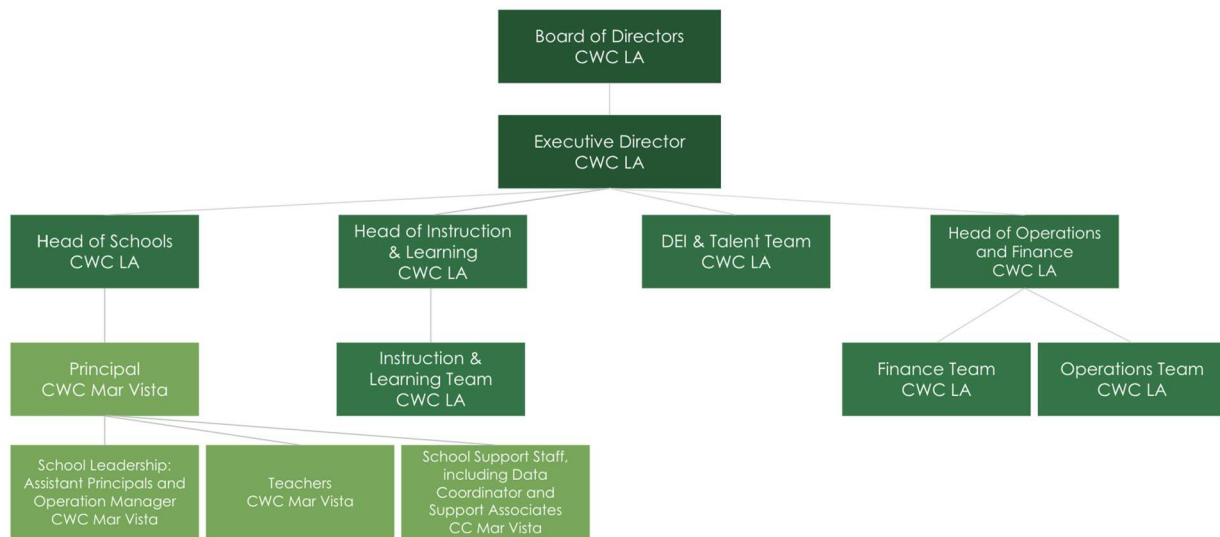 Board of Directors
CWC LA
Executive Director
CWC LA
Head of Schools
CWC LA
Head of Instruction
& Learning
CWC LA
DEI & Talent Team
CWC LA
Head of Operations
and Finance
CWC LA
Principal
CWC Mar Vista
Instruction &
Learning Team
CWC LA
Finance Team
CWC LA
Operations Team
CWC LA
School Leadership:
Assistant Principals and
Operation Manager
CWC Mar Vista
Teachers
CWC Mar Vista
School Support Staff,
including Data
Coordinator and
Support Associates
CC Mar Vista